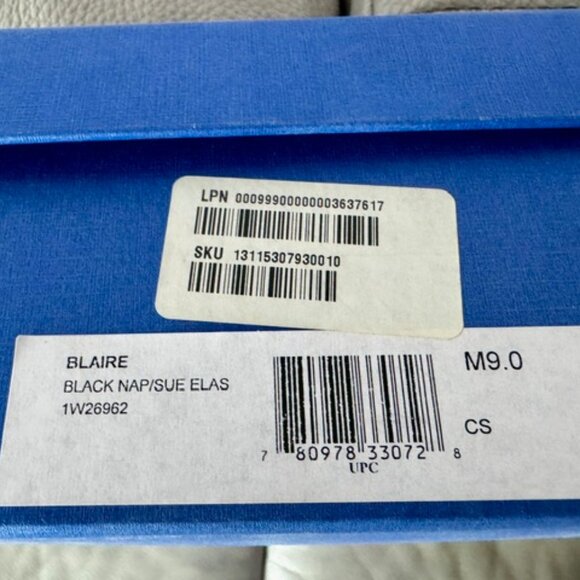 LPN 00099900000003637617
SKU 13115307930010
BLAIRE
BLACK NAP/SUE ELAS
1W26962
M9.0
CS
7 80978 33072 8
UPC